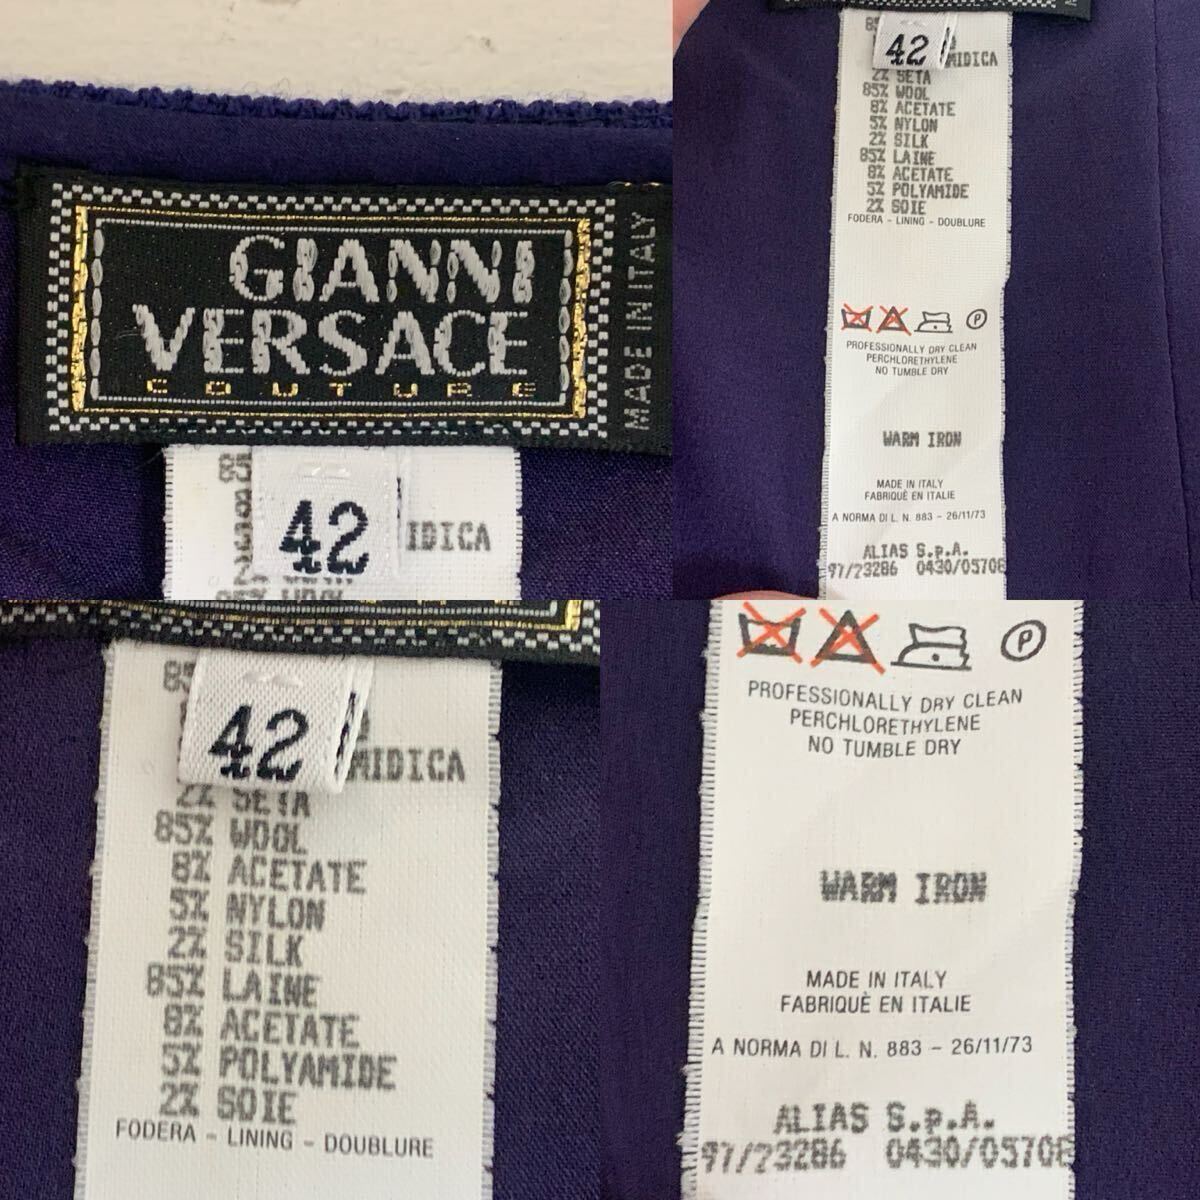 GIANNI
VERSACE
COUTURE
MADE IN ITALY
42
IDICA
42
MIDICA
2% SETA
85% WOOL
8% ACETATE
5% NYLON
2% SILK
85% LAINE
8% ACETATE
5% POLYAMIDE
2% SOIE
FODERA - LINING - DOUBLURE
P
PROFESSIONALLY DRY CLEAN
PERCHLORETHYLENE
NO TUMBLE DRY
WARM IRON
MADE IN ITALY
FABRIQUÈ EN ITALIE
A NORMA DI L. N. 883 - 26/11/73
ALIAS S.p.A.
97/23286 0430/05708
42
MIDICA
2% SETA
85% WOOL
8% ACETATE
5% NYLON
2% SILK
85% LAINE
8% ACETATE
5% POLYAMIDE
2% SOIE
FODERA - LINING - DOUBLURE
P
PROFESSIONALLY DRY CLEAN
PERCHLORETHYLENE
NO TUMBLE DRY
WARM IRON
MADE IN ITALY
FABRIQUÈ EN ITALIE
A NORMA DI L. N. 883 - 26/11/73
ALIAS S.p.A.
97/23286 0430/05708